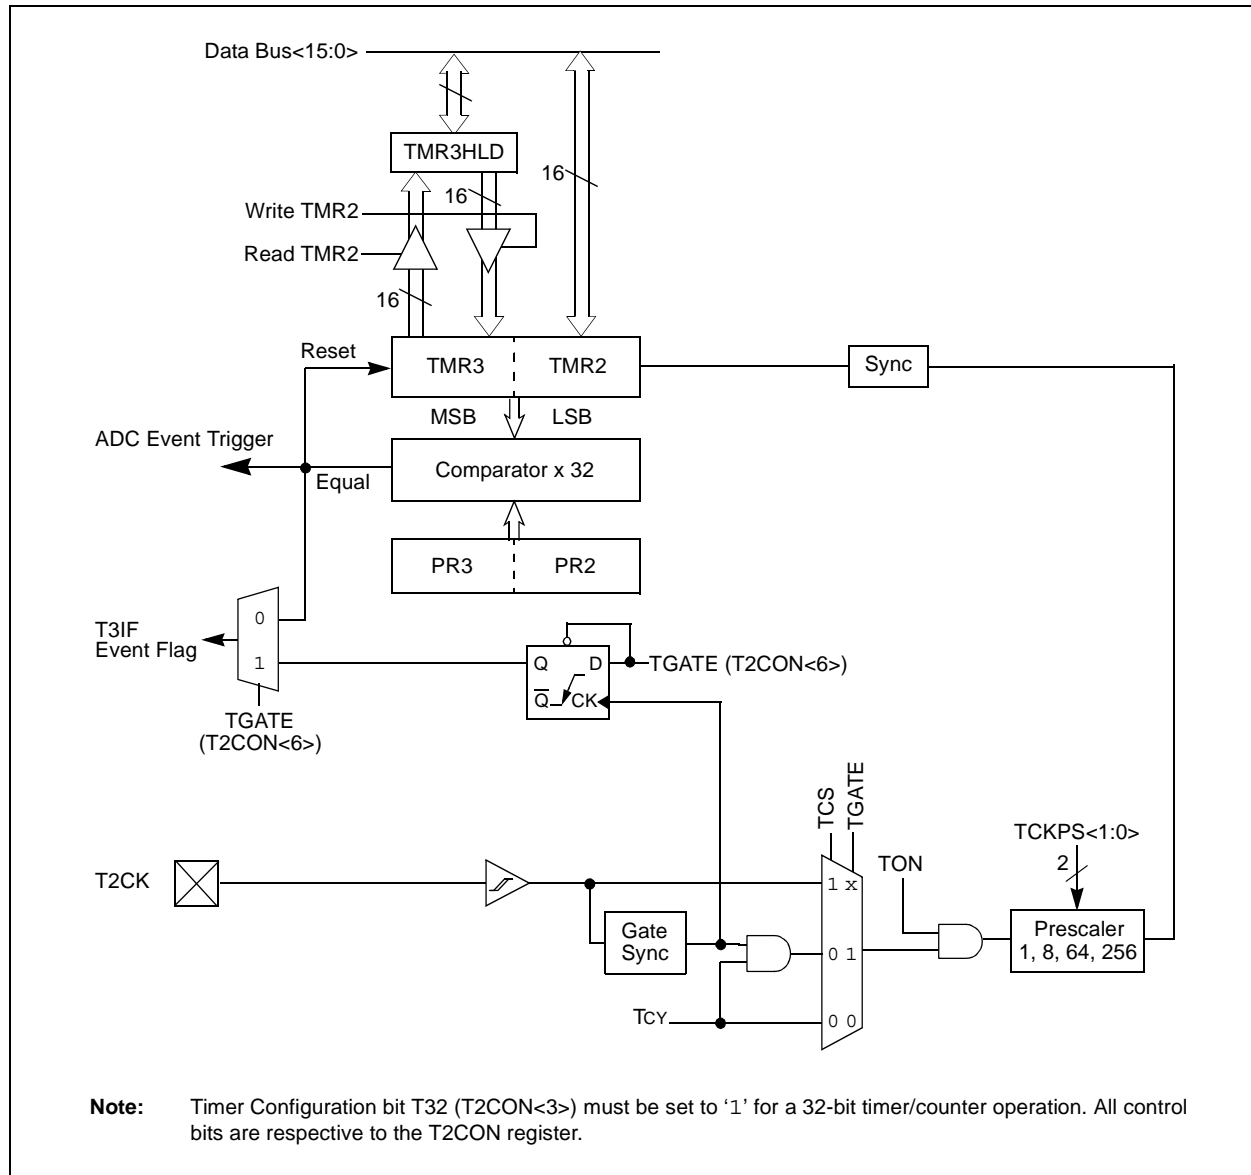 Data Bus<15:0>
TMR3HLD
16
16
Write TMR2
Read TMR2
16
Reset
TMR3
TMR2
Sync
MSB
LSB
ADC Event Trigger
Equal
Comparator x 32
PR3
PR2
0
T3IF
Event Flag
1
Q
D
TGATE (T2CON<6>)
Q
CK
TGATE
(T2CON<6>)
TCS
TGATE
TCKPS<1:0>
2
TON
T2CK
1 x
Gate
Sync
0 1
Prescaler
1, 8, 64, 256
TCY
0 0
Note: Timer Configuration bit T32 (T2CON<3>) must be set to ‘1’ for a 32-bit timer/counter operation. All control
bits are respective to the T2CON register.